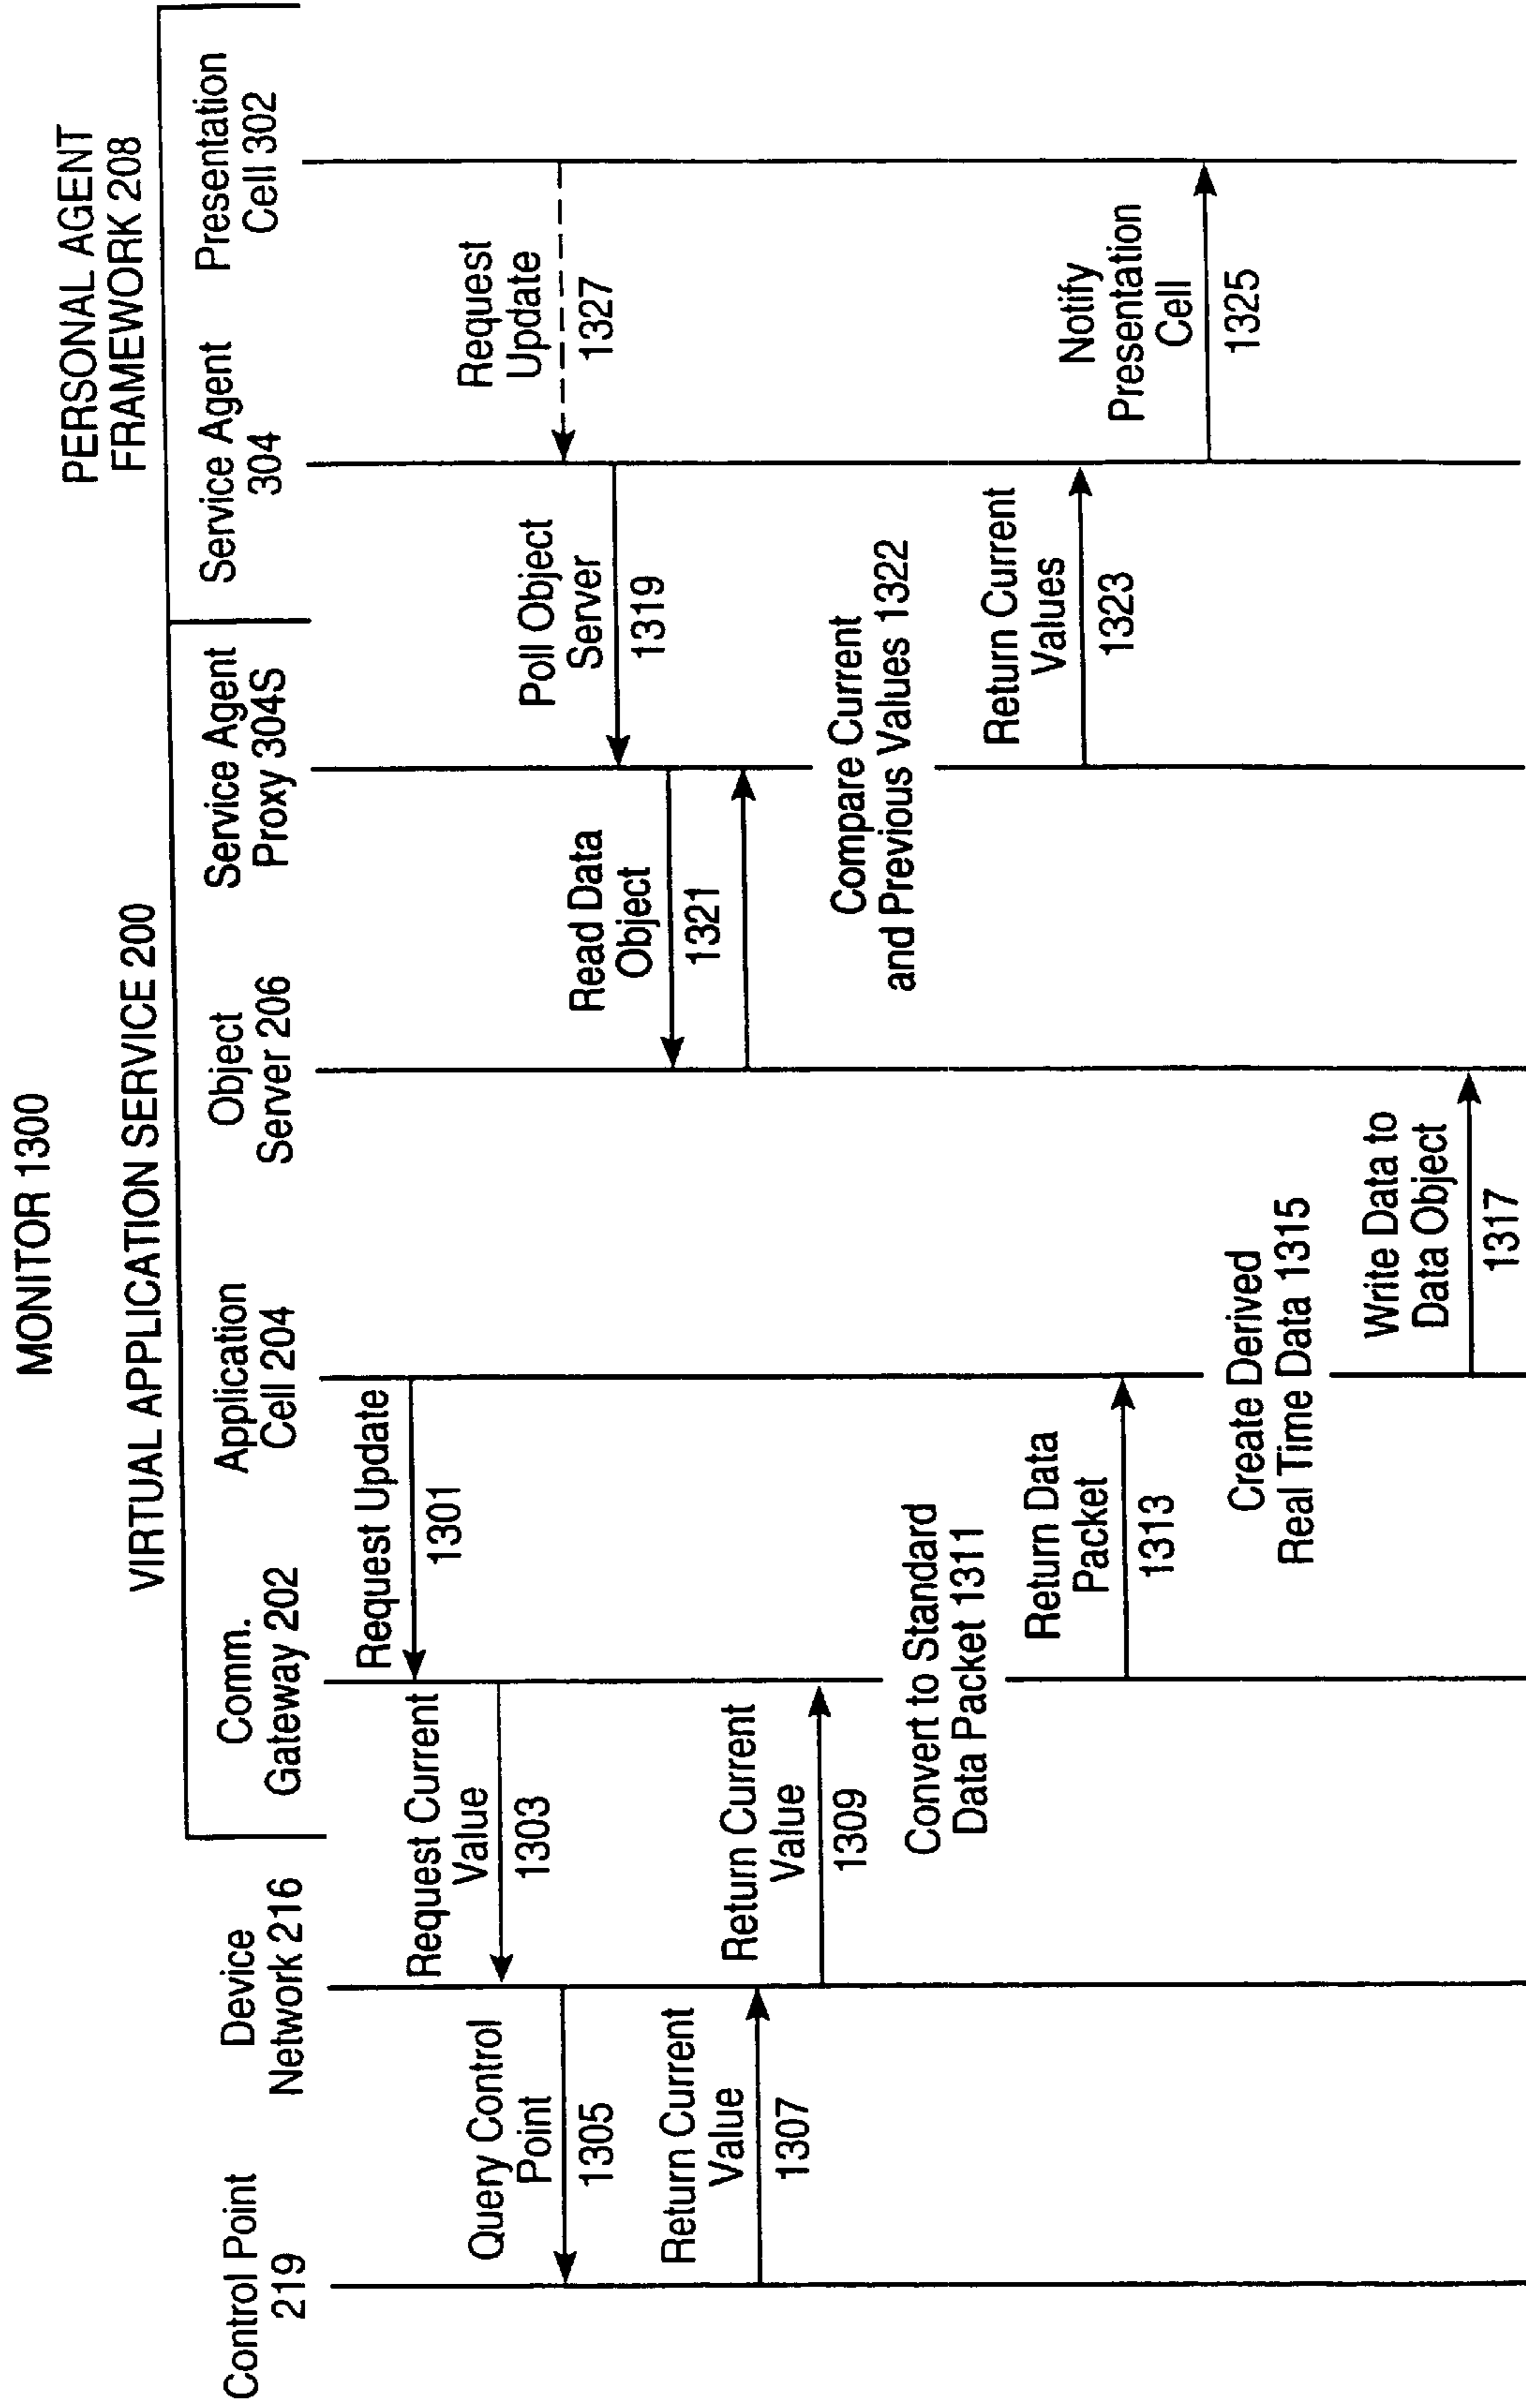 MONITOR 1300
VIRTUAL APPLICATION SERVICE 200
PERSONAL AGENT
FRAMEWORK 208
Control Point
219
Device
Network 216
Comm.
Gateway 202
Application
Cell 204
Object
Server 206
Service Agent
Proxy 304S
Service Agent
304
Presentation
Cell 302
Request Update
1301
Request Current
Value
1303
Query Control
Point
1305
Return Current
Value
1307
Return Current
Value
1309
Convert to Standard
Data Packet 1311
Return Data
Packet
1313
Create Derived
Real Time Data 1315
Write Data to
Data Object
1317
Request
Update
1327
Poll Object
Server
1319
Read Data
Object
1321
Compare Current
and Previous Values 1322
Return Current
Values
1323
Notify
Presentation
Cell
1325